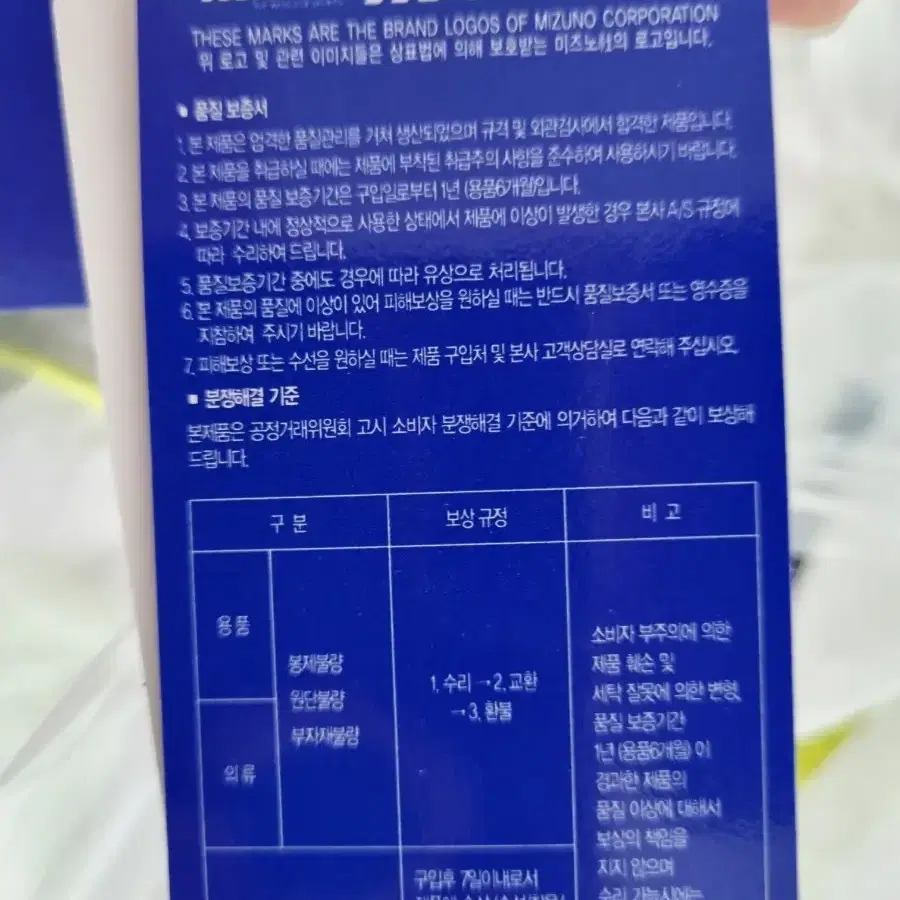 THESE MARKS ARE THE BRAND LOGOS OF MIZUNO CORPORATION
위 로고 및 관련 이미지들은 상표법에 의해 보호받는 미즈노社의 로고입니다.
■ 품질 보증서
1. 본 제품은 엄격한 품질관리를 거쳐 생산되었으며 규격 및 외관검사에서 합격한 제품입니다.
2. 본 제품을 취급하실 때에는 제품에 부착된 취급주의 사항을 준수하여 사용하시기 바랍니다.
3. 본 제품의 품질 보증기간은 구입일로부터 1년 (용품6개월)입니다.
4. 보증기간 내에 정상적으로 사용한 상태에서 제품에 이상이 발생한 경우 본사 A/S 규정에
따라 수리하여 드립니다.
5. 품질보증기간 중에도 경우에 따라 유상으로 처리됩니다.
6. 본 제품의 품질에 이상이 있어 피해보상을 원하실 때는 반드시 품질보증서 또는 영수증을
지참하여 주시기 바랍니다.
7. 피해보상 또는 수선을 원하실 때는 제품 구입처 및 본사 고객상담실로 연락해 주십시오.
■ 분쟁해결 기준
본제품은 공정거래위원회 고시 소비자 분쟁해결 기준에 의거하여 다음과 같이 보상해
드립니다.
구 분
보상 규정
비 고
용품
의류
봉제불량
원단불량
부자재불량
1. 수리 → 2. 교환
→ 3. 환불
소비자 부주의에 의한
제품 훼손 및
세탁 잘못에 의한 변형,
품질 보증기간
1년 (용품6개월) 이
경과한 제품의
품질 이상에 대해서
보상의 책임을
지지 않으며
수리 가능시에는
구입후 7일이내로서